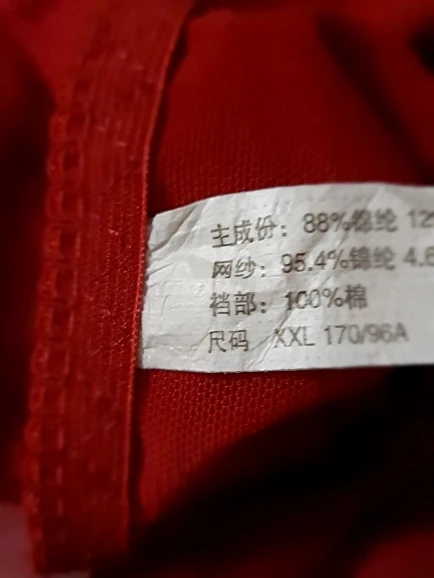 主成份：88%锦纶 12%
网纱：95.4%锦纶 4.6
裆部：100%棉
尺码 XXL 170/96A